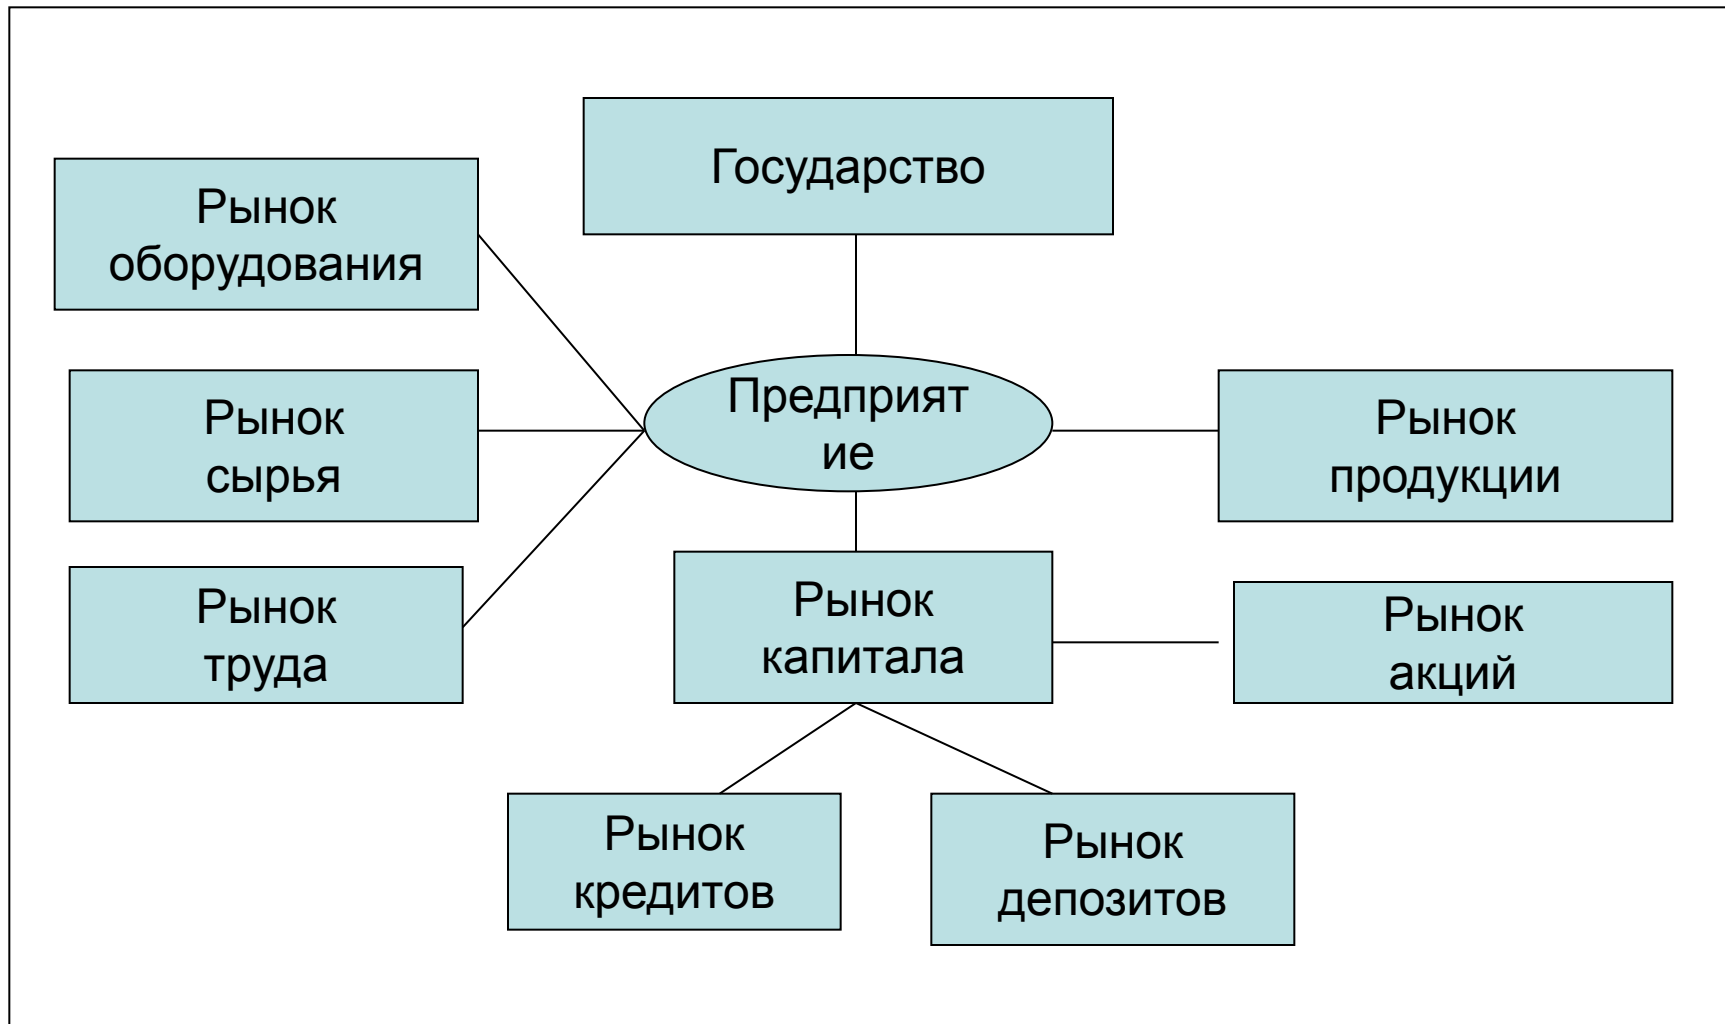 Государство
Рынок
оборудования
Предприят
ие
Рынок
сырья
Рынок
продукции
Рынок
труда
Рынок
капитала
Рынок
акций
Рынок
кредитов
Рынок
депозитов